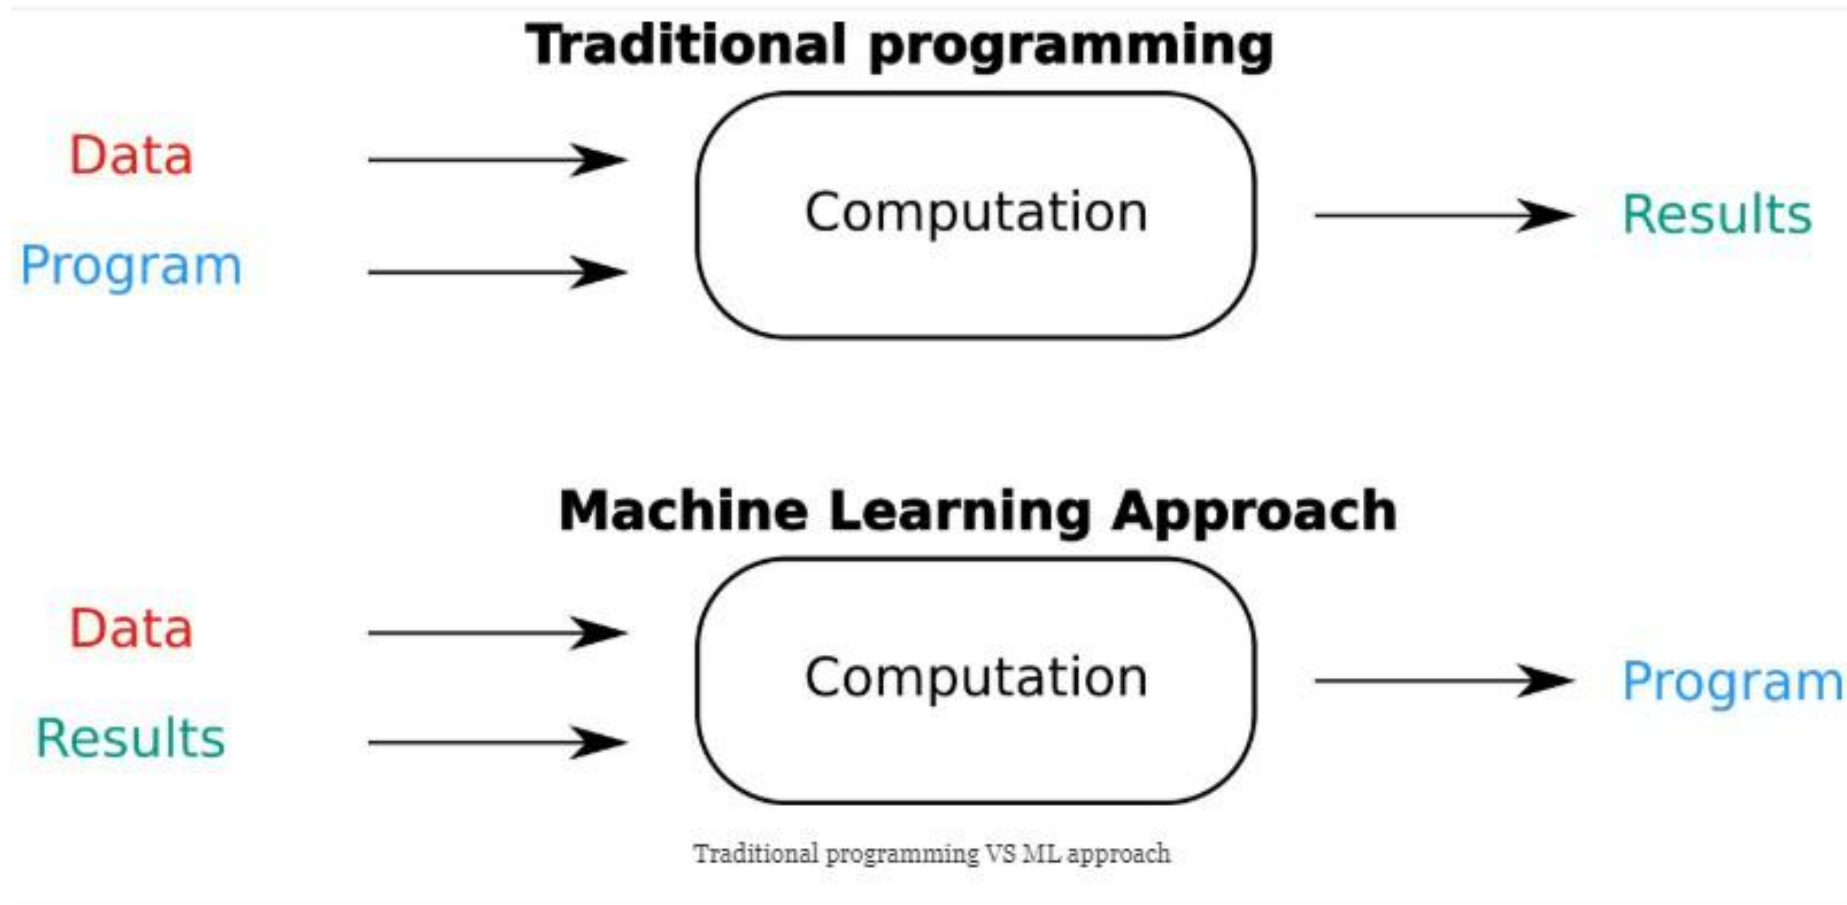 Traditional programming
Data
Program
Computation
Results
Machine Learning Approach
Data
Results
Computation
Program
Traditional programming VS ML approach